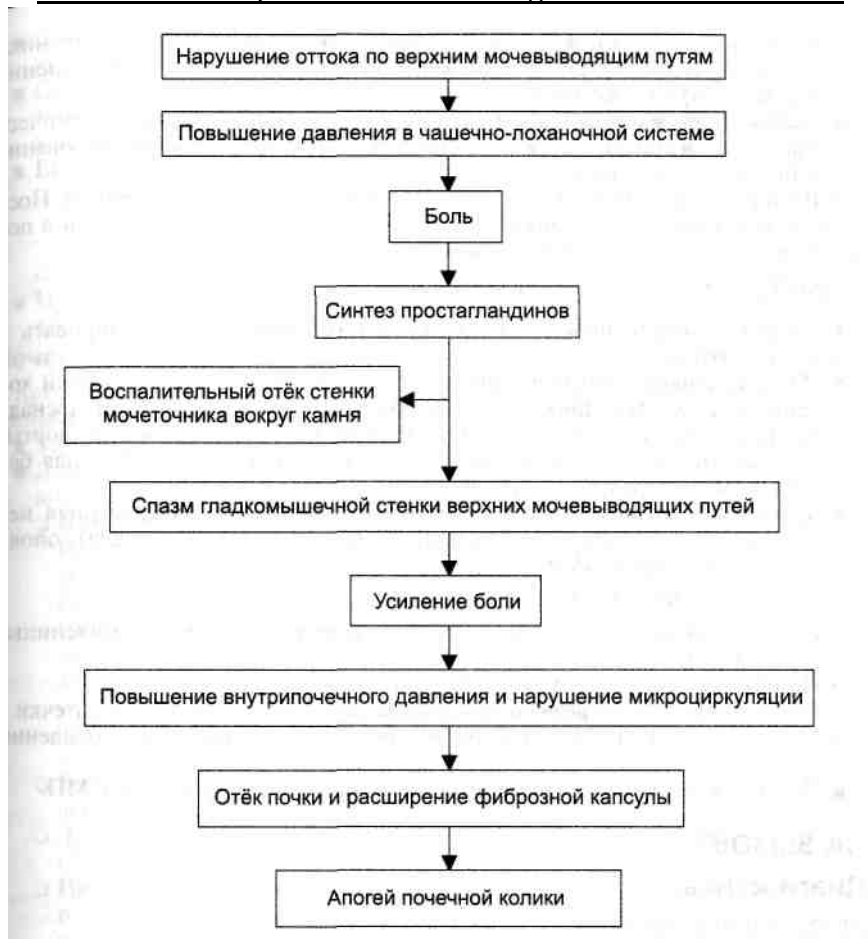 Нарушение оттока по верхним мочевыводящим путям
Повышение давления в чашечно-лоханочной системе
Боль
Синтез простагландинов
Воспалительный отёк стенки
мочеточника вокруг камня
Спазм гладкомышечной стенки верхних мочевыводящих путей
Усиление боли
Повышение внутрипочечного давления и нарушение микроциркуляции
Отёк почки и расширение фиброзной капсулы
Апогей почечной колики